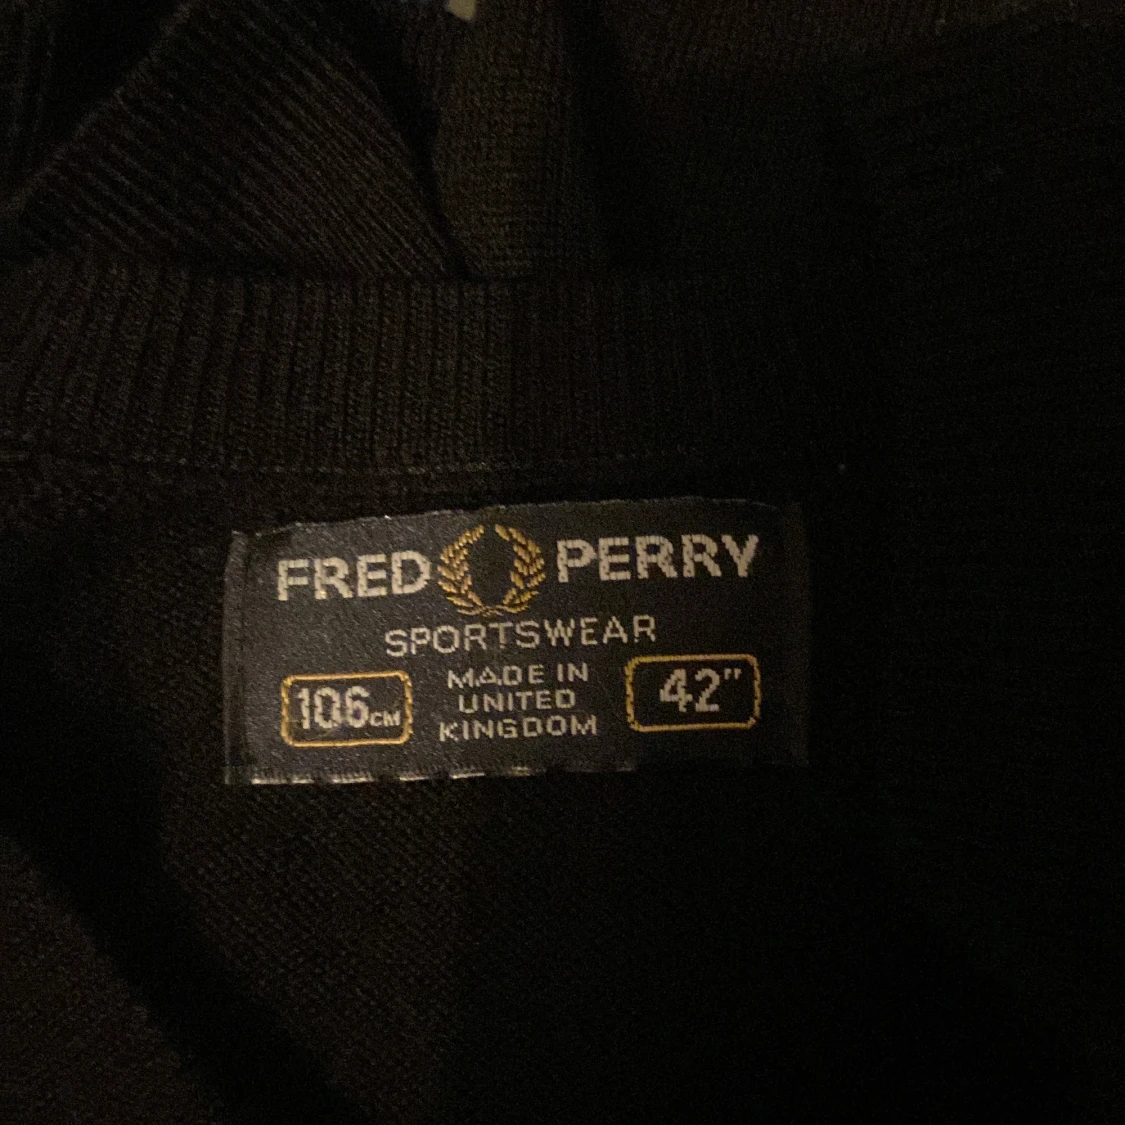 FRED PERRY
SPORTSWEAR
106CM
MADE IN
UNITED
KINGDOM
42"